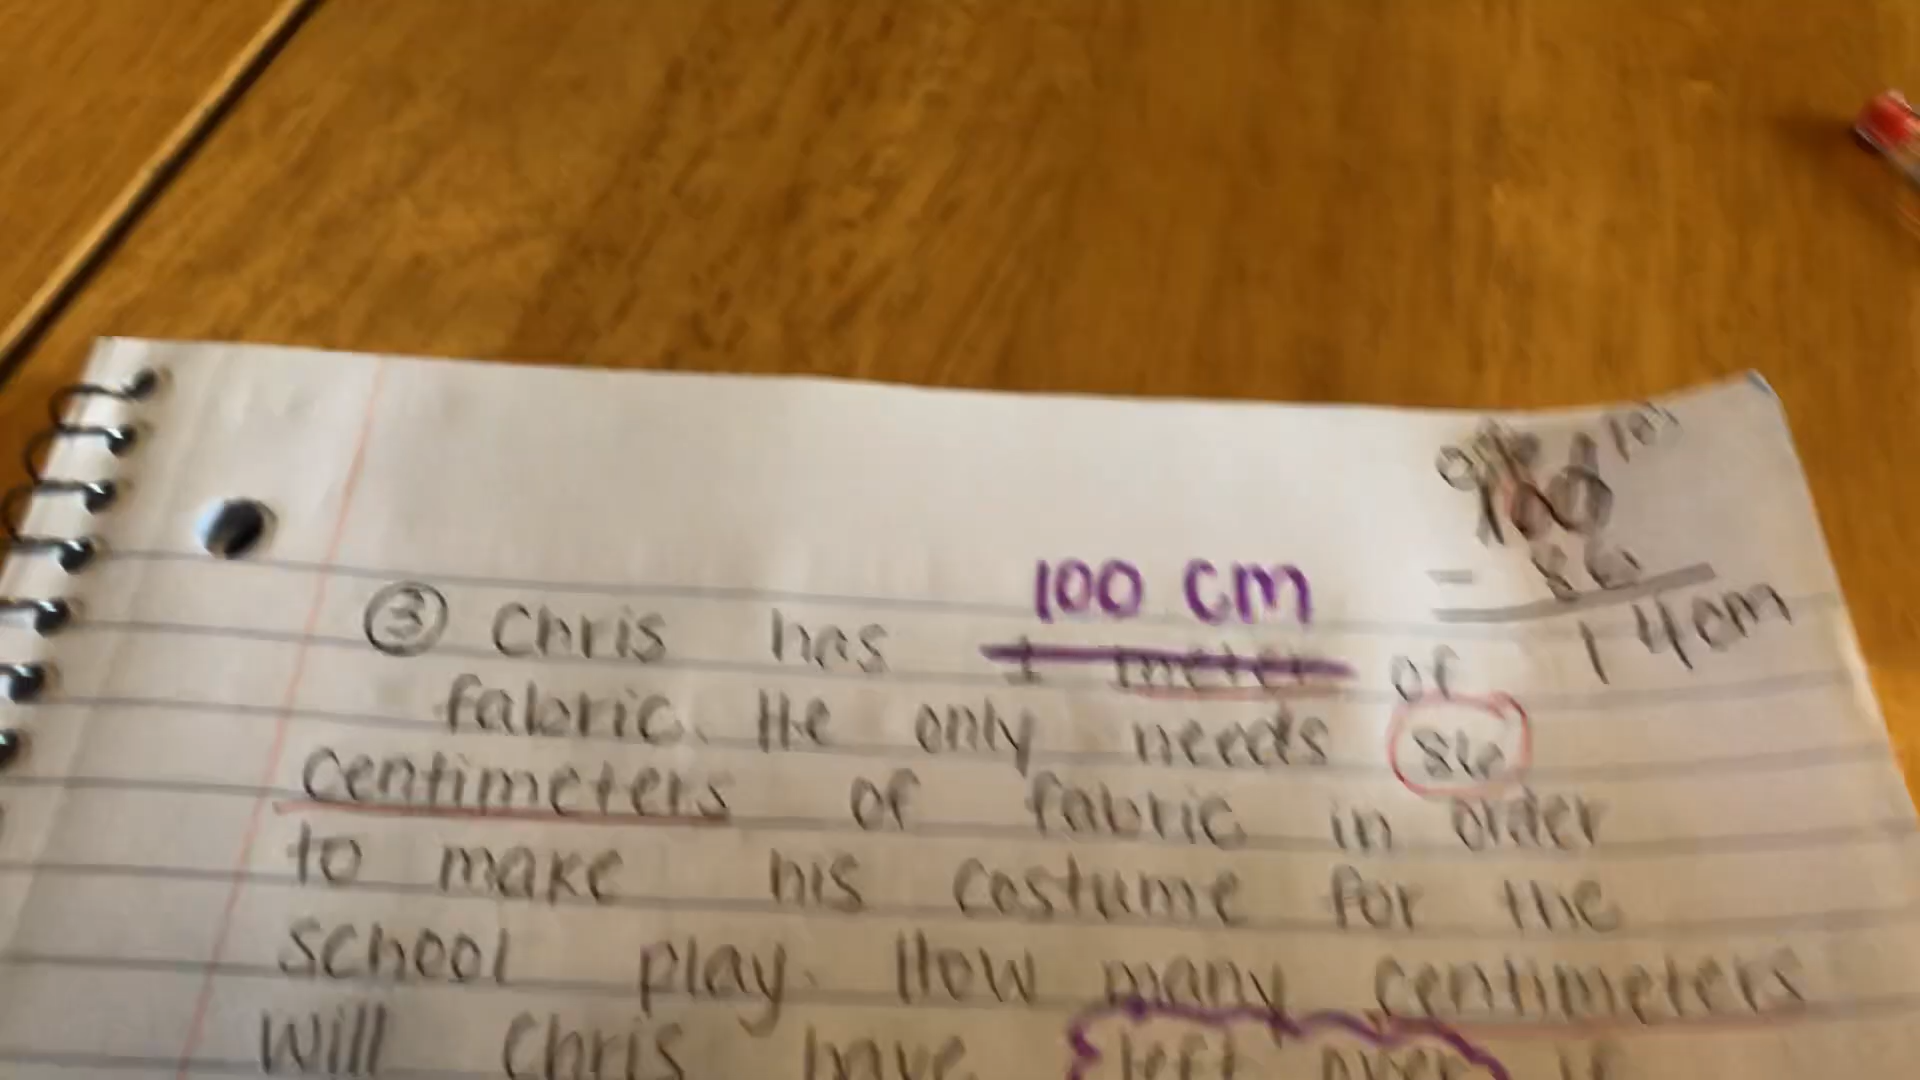 100 cm
③ Chris has 1 meter of
fabric. He only needs 86
centimeters of fabric in order
to make his costume for the
school play. How many centimeters
will Chris have left over if
100
- 86
14cm